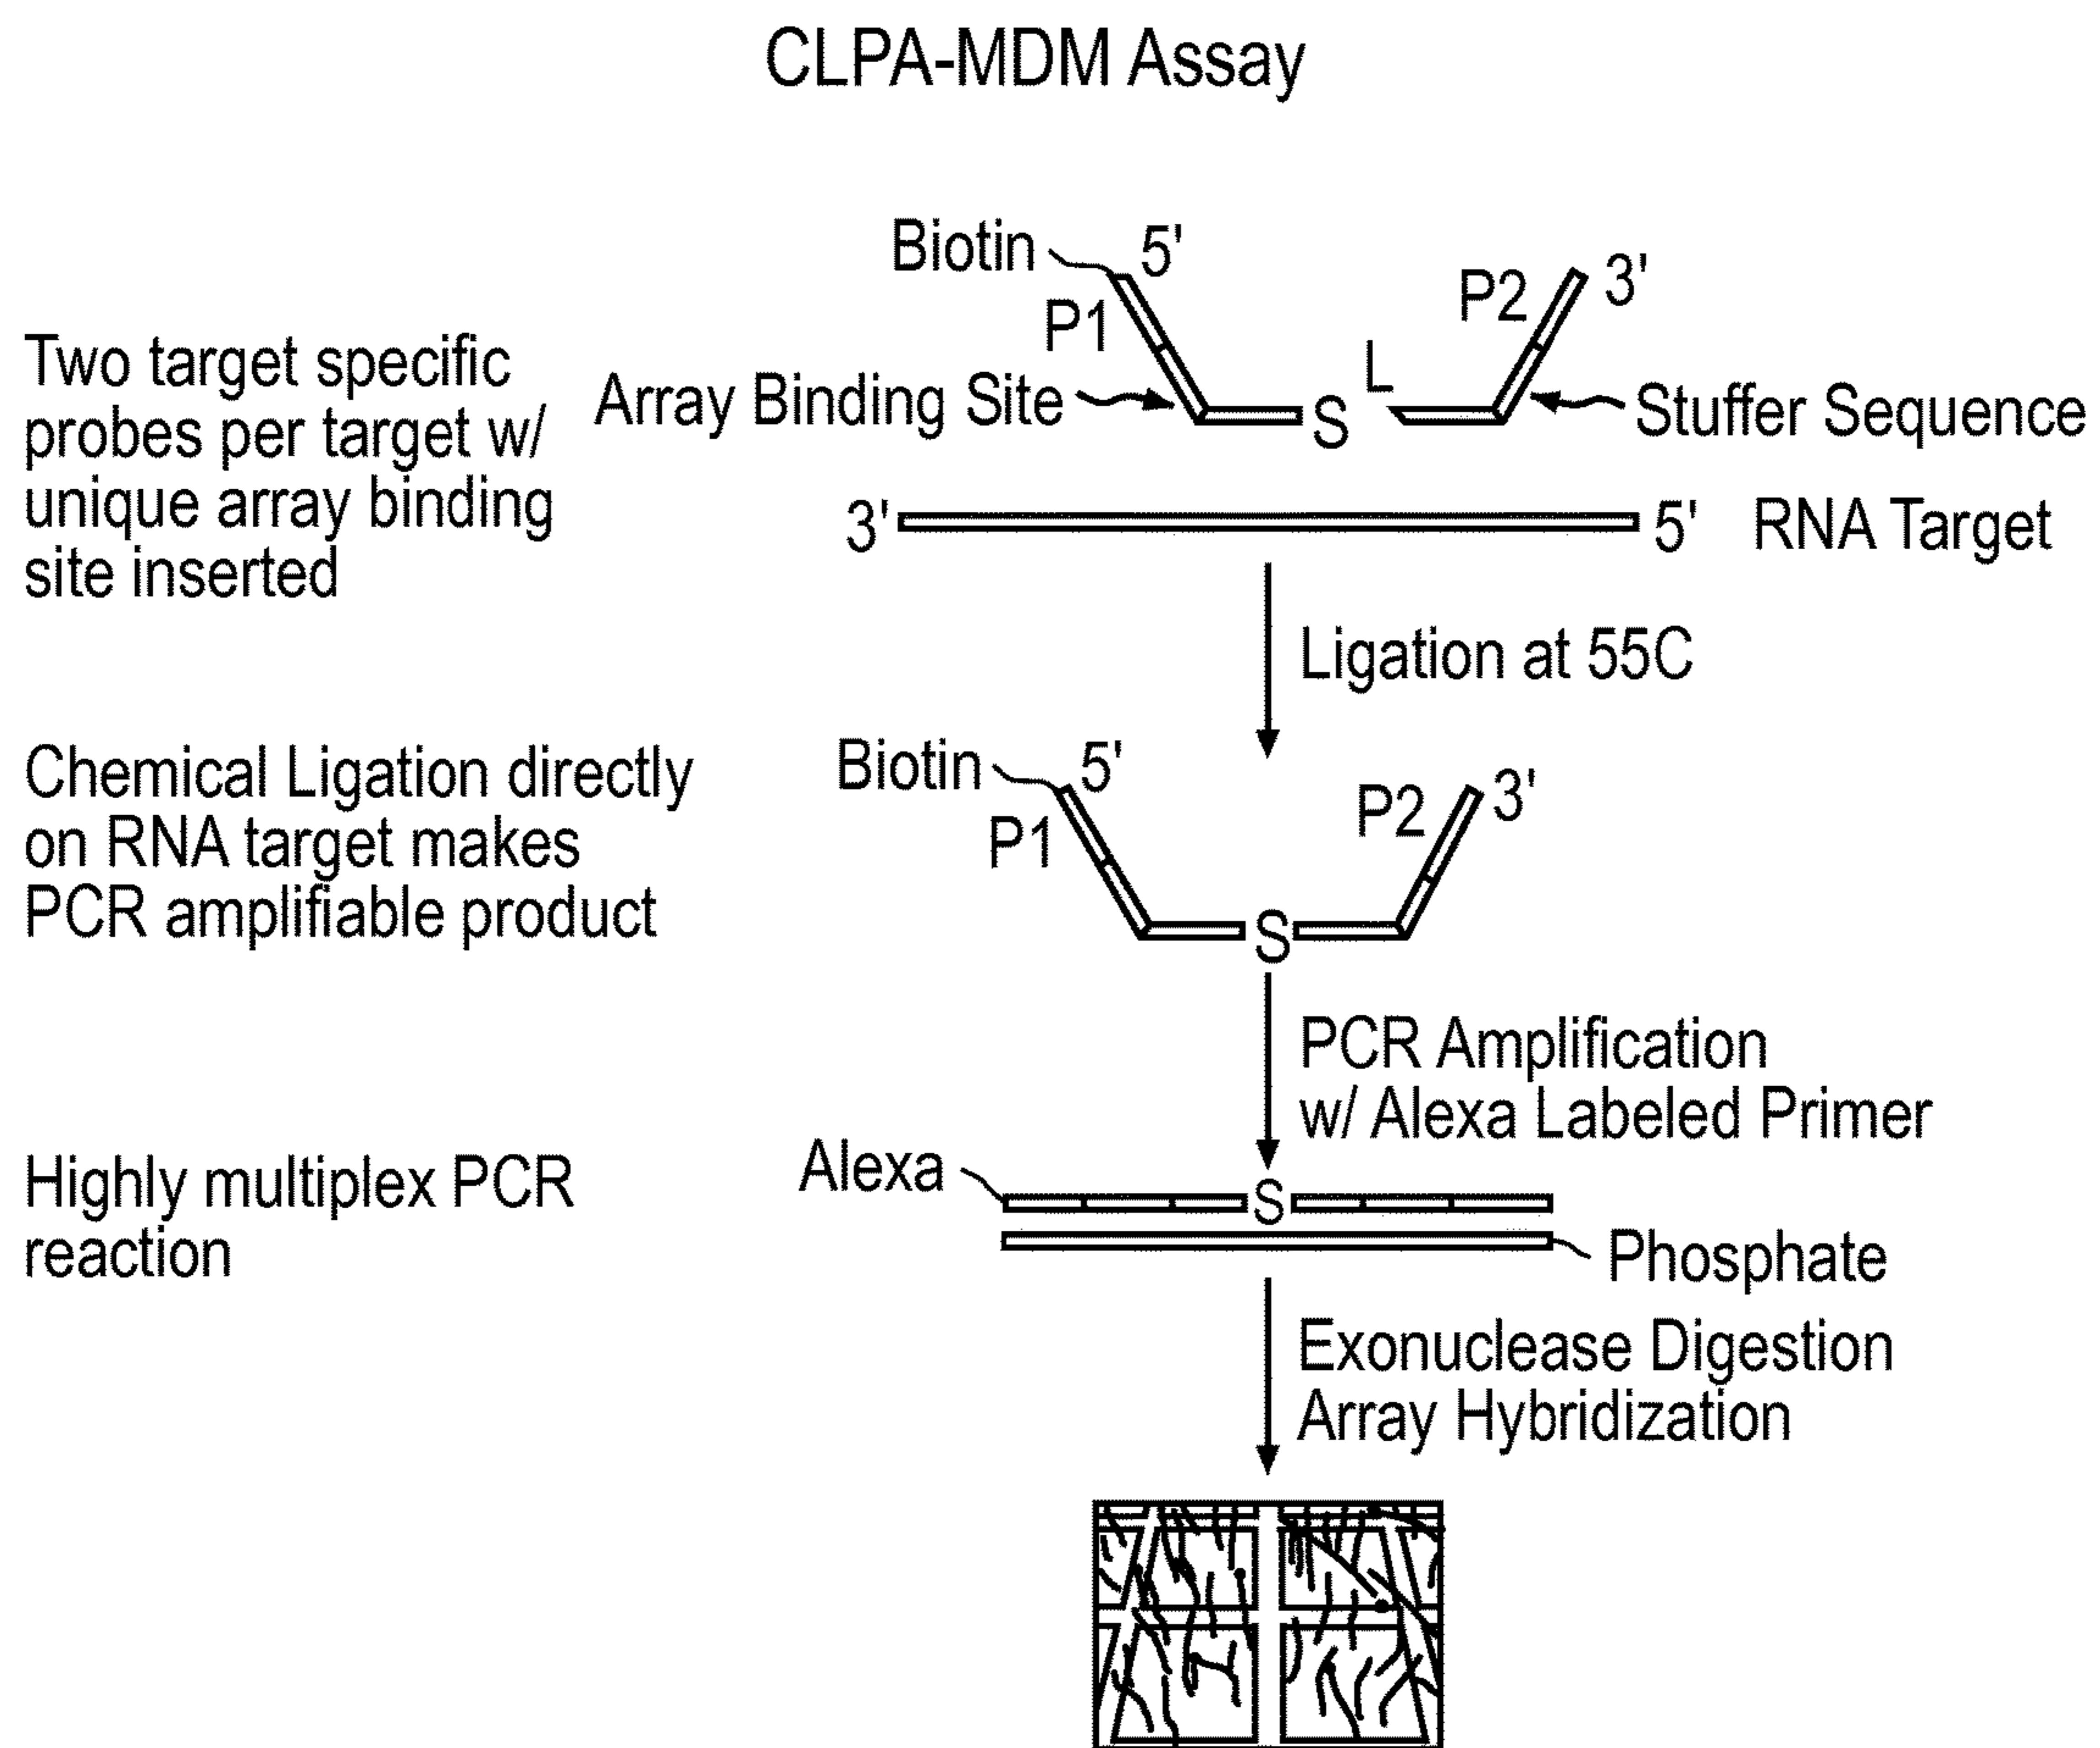 CLPA-MDM Assay
Biotin 5'
P1
P2 3'
Two target specific
probes per target w/
unique array binding
site inserted
Array Binding Site
S
L
Stuffer Sequence
3' 5' RNA Target
Ligation at 55C
Chemical Ligation directly
on RNA target makes
PCR amplifiable product
Biotin 5'
P1
P2 3'
S
PCR Amplification
w/ Alexa Labeled Primer
Highly multiplex PCR
reaction
Alexa
S
Phosphate
Exonuclease Digestion
Array Hybridization